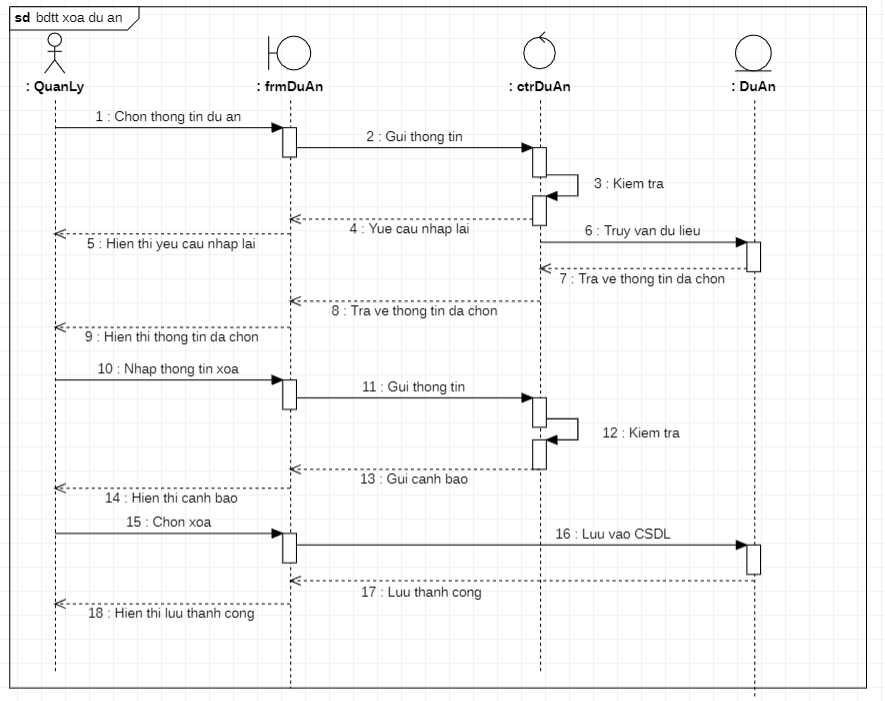 sd bdtt xoa du an
: QuanLy
: frmDuAn
: ctrDuAn
: DuAn
1 : Chon thong tin du an
2 : Gui thong tin
3 : Kiem tra
4 : Yue cau nhap lai
5 : Hien thi yeu cau nhap lai
6 : Truy van du lieu
7 : Tra ve thong tin da chon
8 : Tra ve thong tin da chon
9 : Hien thi thong tin da chon
10 : Nhap thong tin xoa
11 : Gui thong tin
12 : Kiem tra
13 : Gui canh bao
14 : Hien thi canh bao
15 : Chon xoa
16 : Luu vao CSDL
17 : Luu thanh cong
18 : Hien thi luu thanh cong